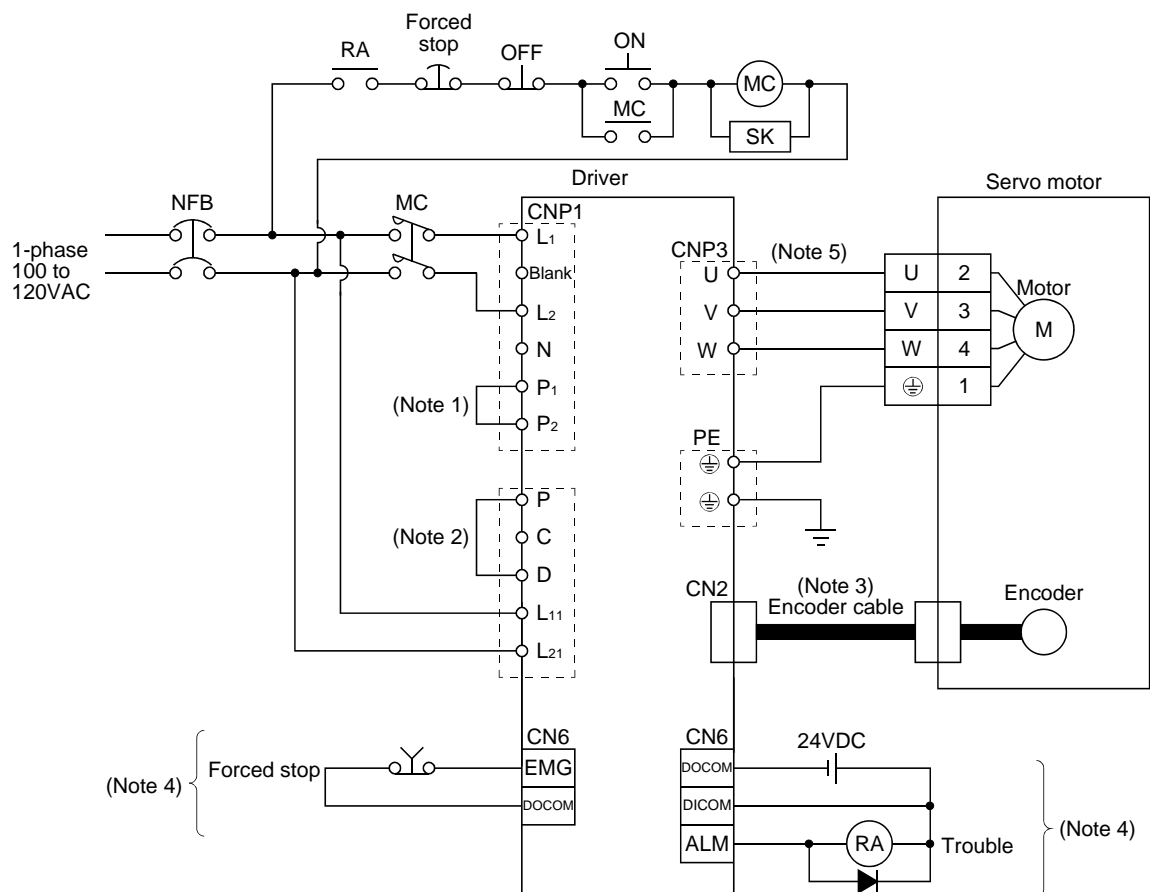 Forced
stop
RA
OFF
ON
MC
MC
SK
Driver
Servo motor
NFB
MC
CNP1
1-phase
100 to
120VAC
L1
Blank
L2
N
P1
P2
(Note 1)
CNP3
U
V
W
(Note 5)
U 2
V 3
W 4
1
Motor
M
PE
P
C
D
L11
L21
(Note 2)
CN2
(Note 3)
Encoder cable
Encoder
(Note 4)
Forced stop
CN6
EMG
DOCOM
CN6
DOCOM
DICOM
ALM
24VDC
RA
Trouble
(Note 4)